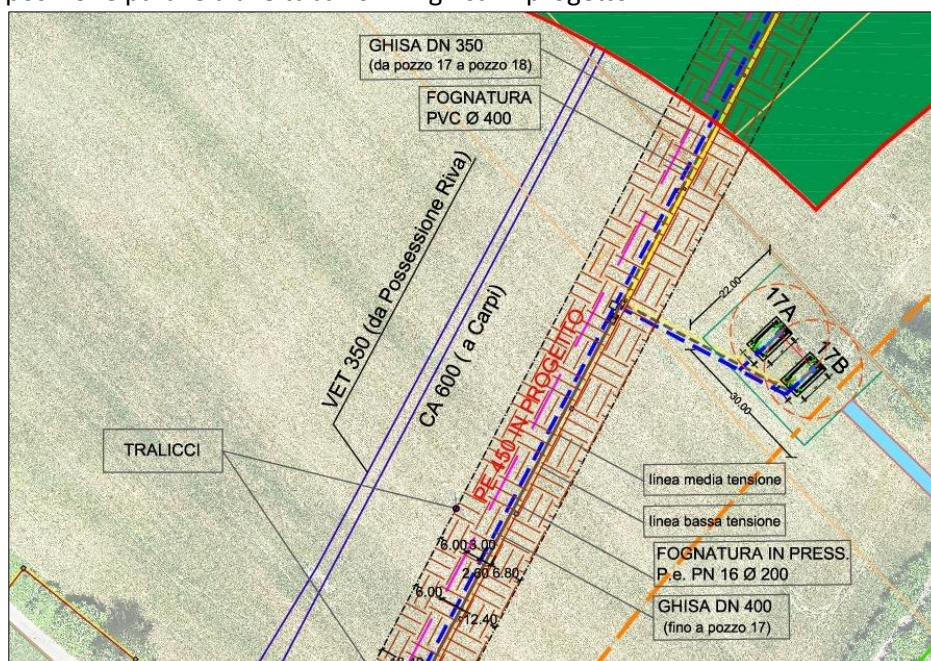 GHISA DN 350
(da pozzo 17 a pozzo 18)
FOGNATURA
PVC Ø 400
VET 350 (da Possessione Riva)
CA 600 ( a Carpi)
PE 450 IN PROGETTO
22.00
17A
17B
30.00
TRALICCI
linea media tensione
linea bassa tensione
FOGNATURA IN PRESS.
P.e. PN 16 Ø 200
GHISA DN 400
(fino a pozzo 17)
6.00
3.00
2.60
6.80
6.00
12.40